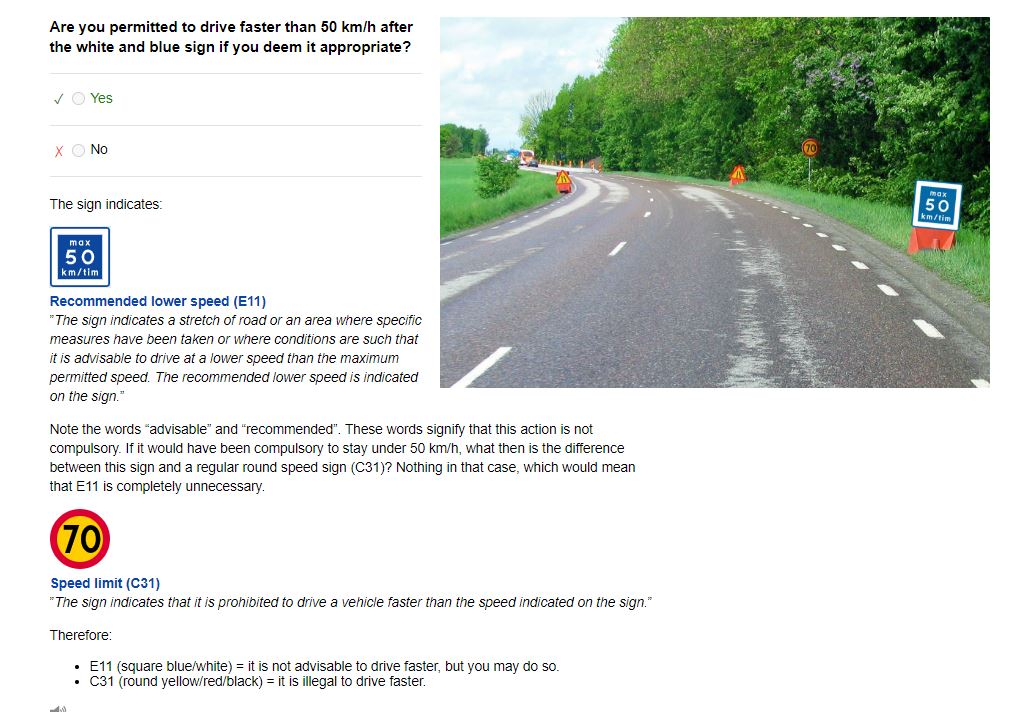 Are you permitted to drive faster than 50 km/h after
the white and blue sign if you deem it appropriate?
✓ Yes
X No
The sign indicates:
max
50
km/tim
Recommended lower speed (E11)
"The sign indicates a stretch of road or an area where specific
measures have been taken or where conditions are such that
it is advisable to drive at a lower speed than the maximum
permitted speed. The recommended lower speed is indicated
on the sign."
70
max
50
km/tim
Note the words "advisable" and "recommended". These words signify that this action is not
compulsory. If it would have been compulsory to stay under 50 km/h, what then is the difference
between this sign and a regular round speed sign (C31)? Nothing in that case, which would mean
that E11 is completely unnecessary.
70
Speed limit (C31)
"The sign indicates that it is prohibited to drive a vehicle faster than the speed indicated on the sign."
Therefore:
• E11 (square blue/white) = it is not advisable to drive faster, but you may do so.
• C31 (round yellow/red/black) = it is illegal to drive faster.